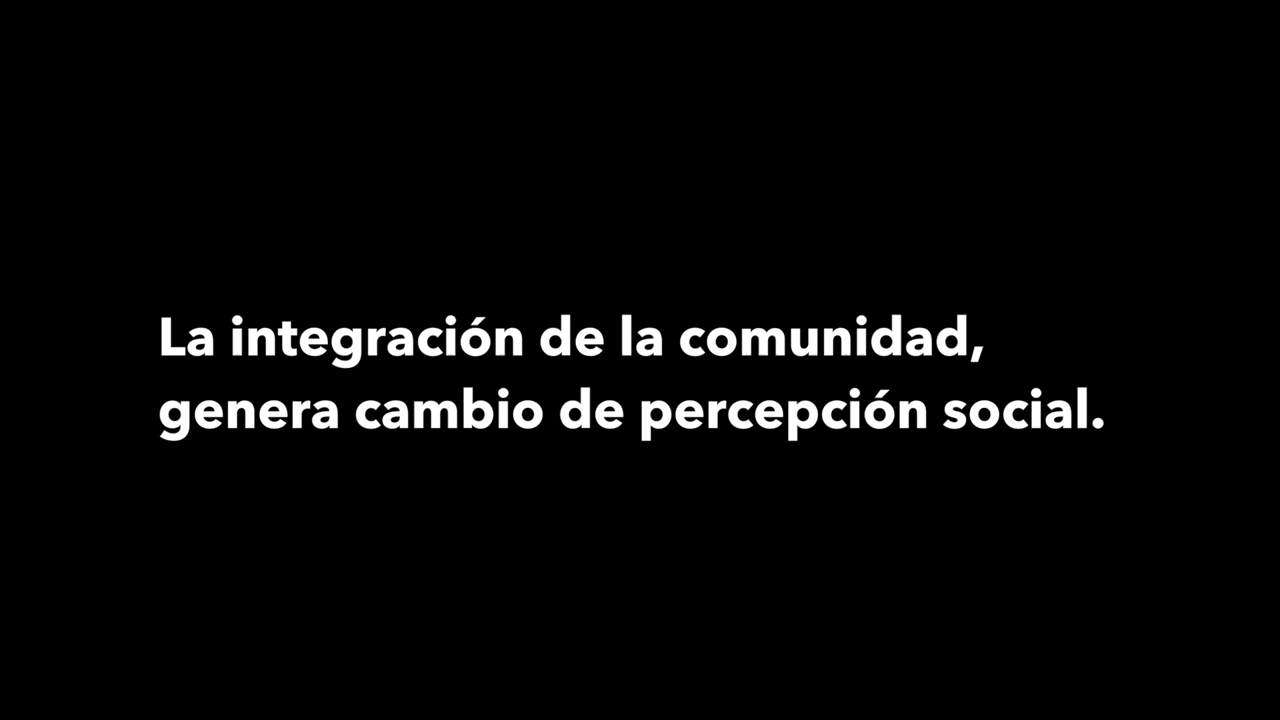 La integración de la comunidad,
genera cambio de percepción social.